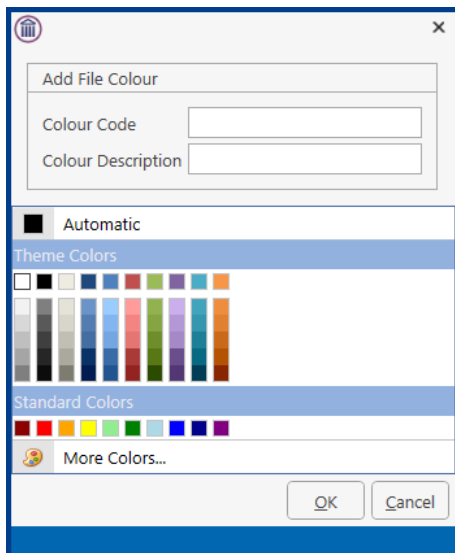 Add File Colour
Colour Code
Colour Description
Automatic
Theme Colors
Standard Colors
More Colors...
OK Cancel